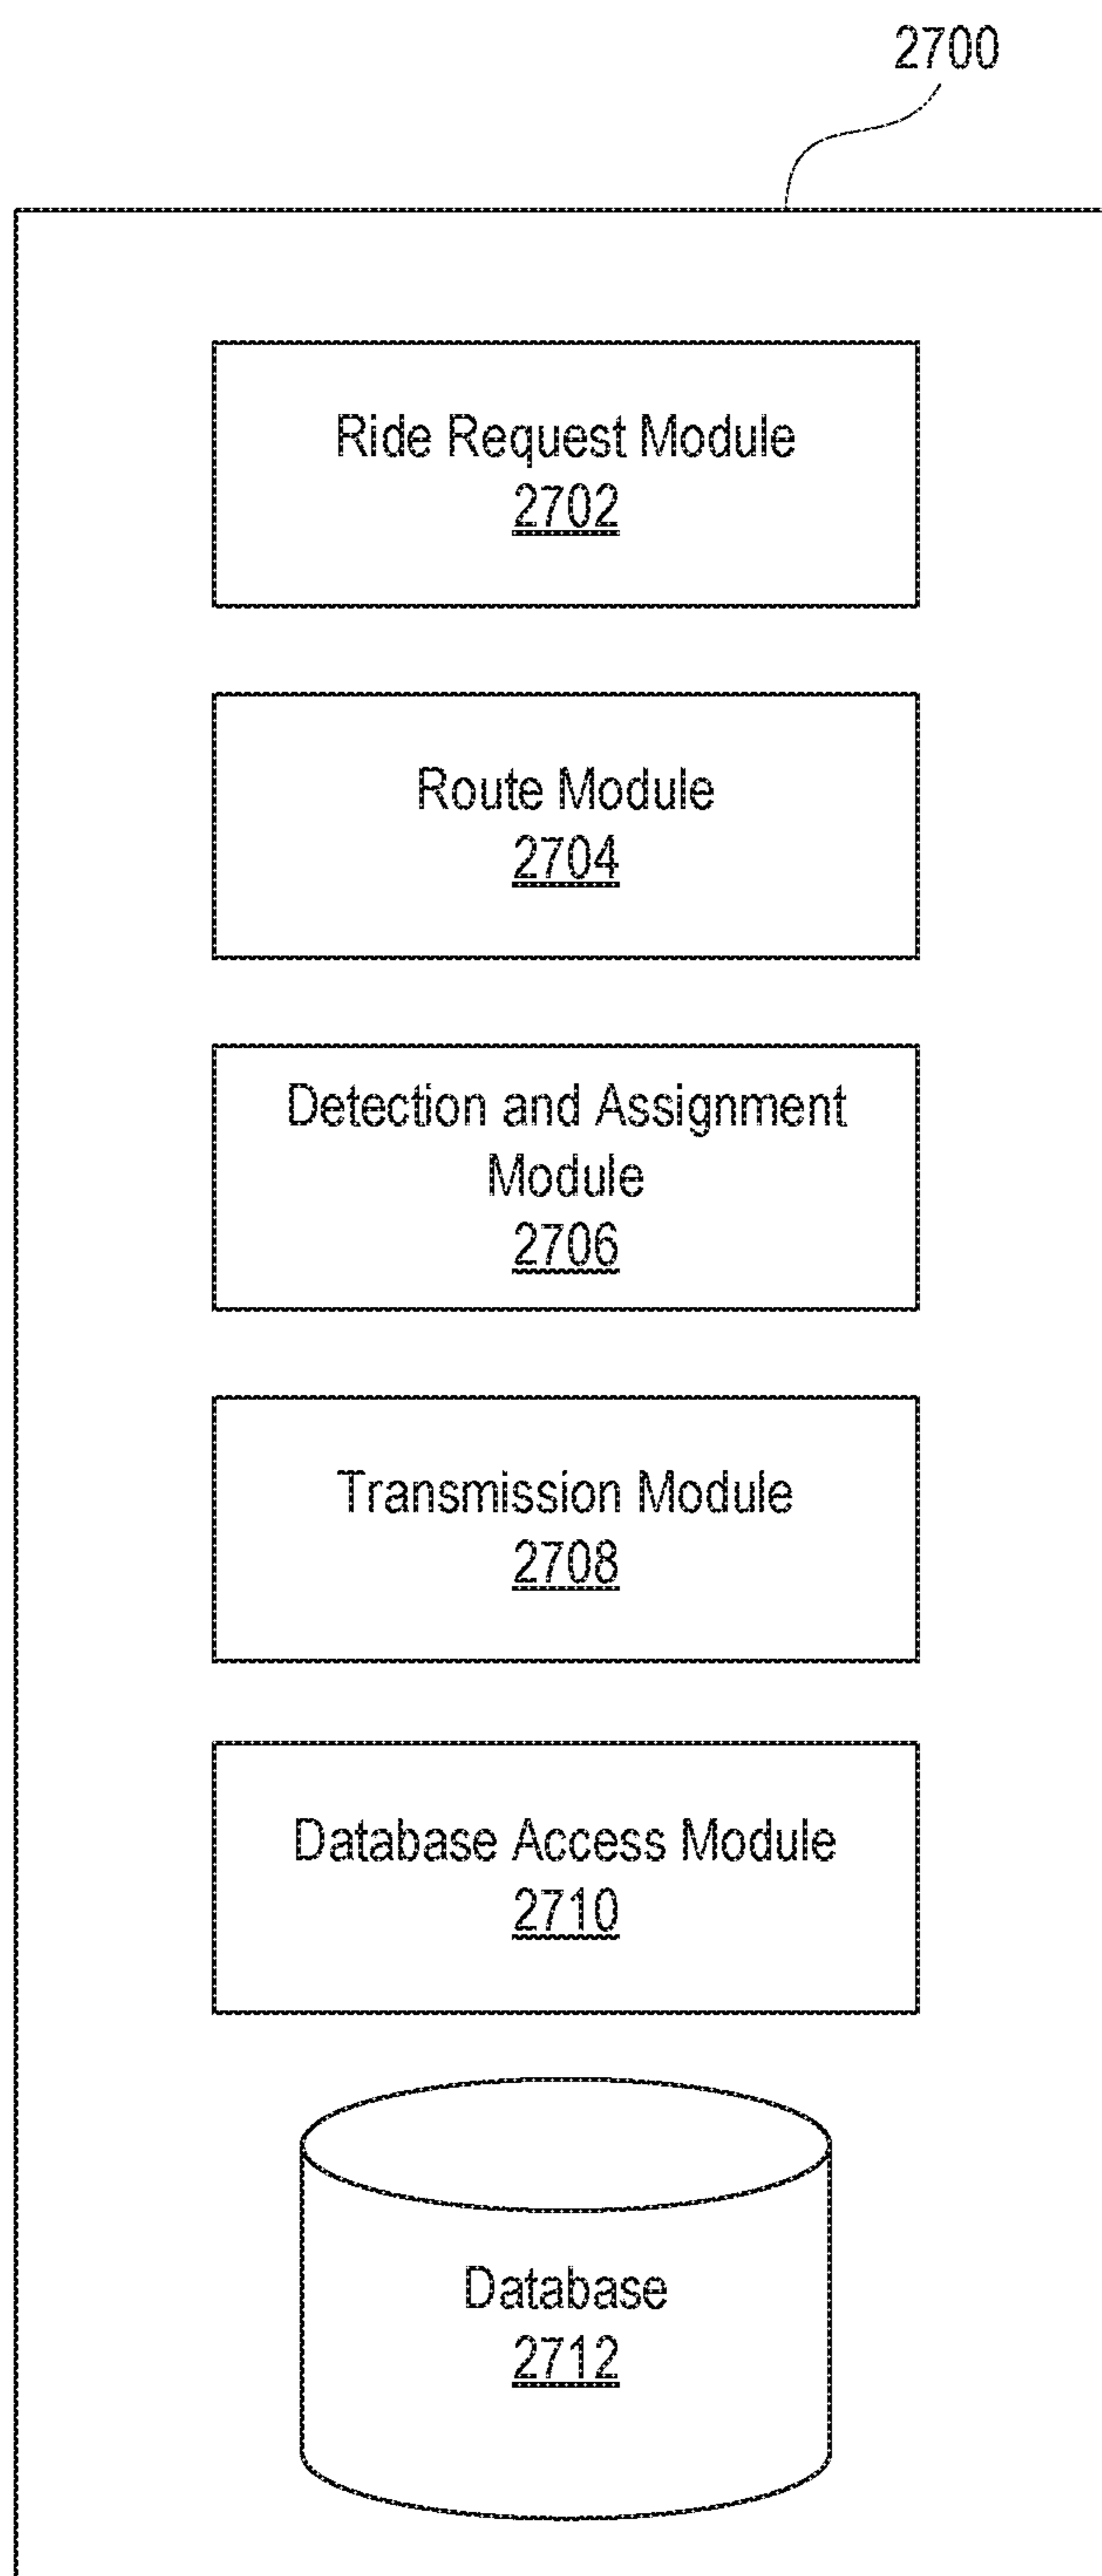 2700
Ride Request Module
2702
Route Module
2704
Detection and Assignment
Module
2706
Transmission Module
2708
Database Access Module
2710
Database
2712